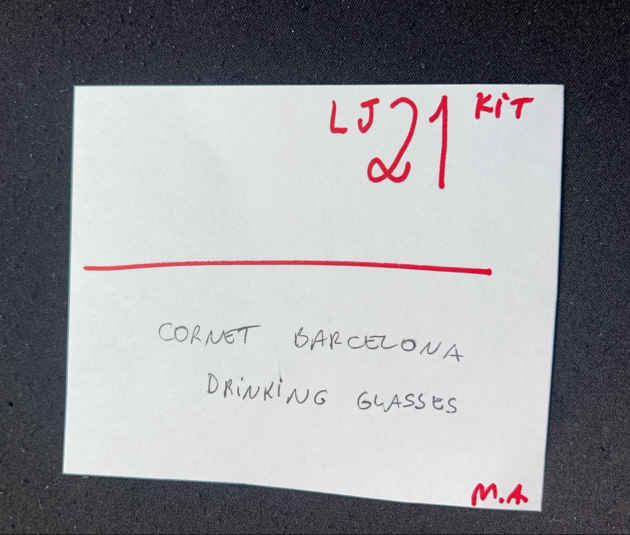 LJ 21 KiT
CORNET BARCELONA
DRiNKiNG GLASSES
M.A.